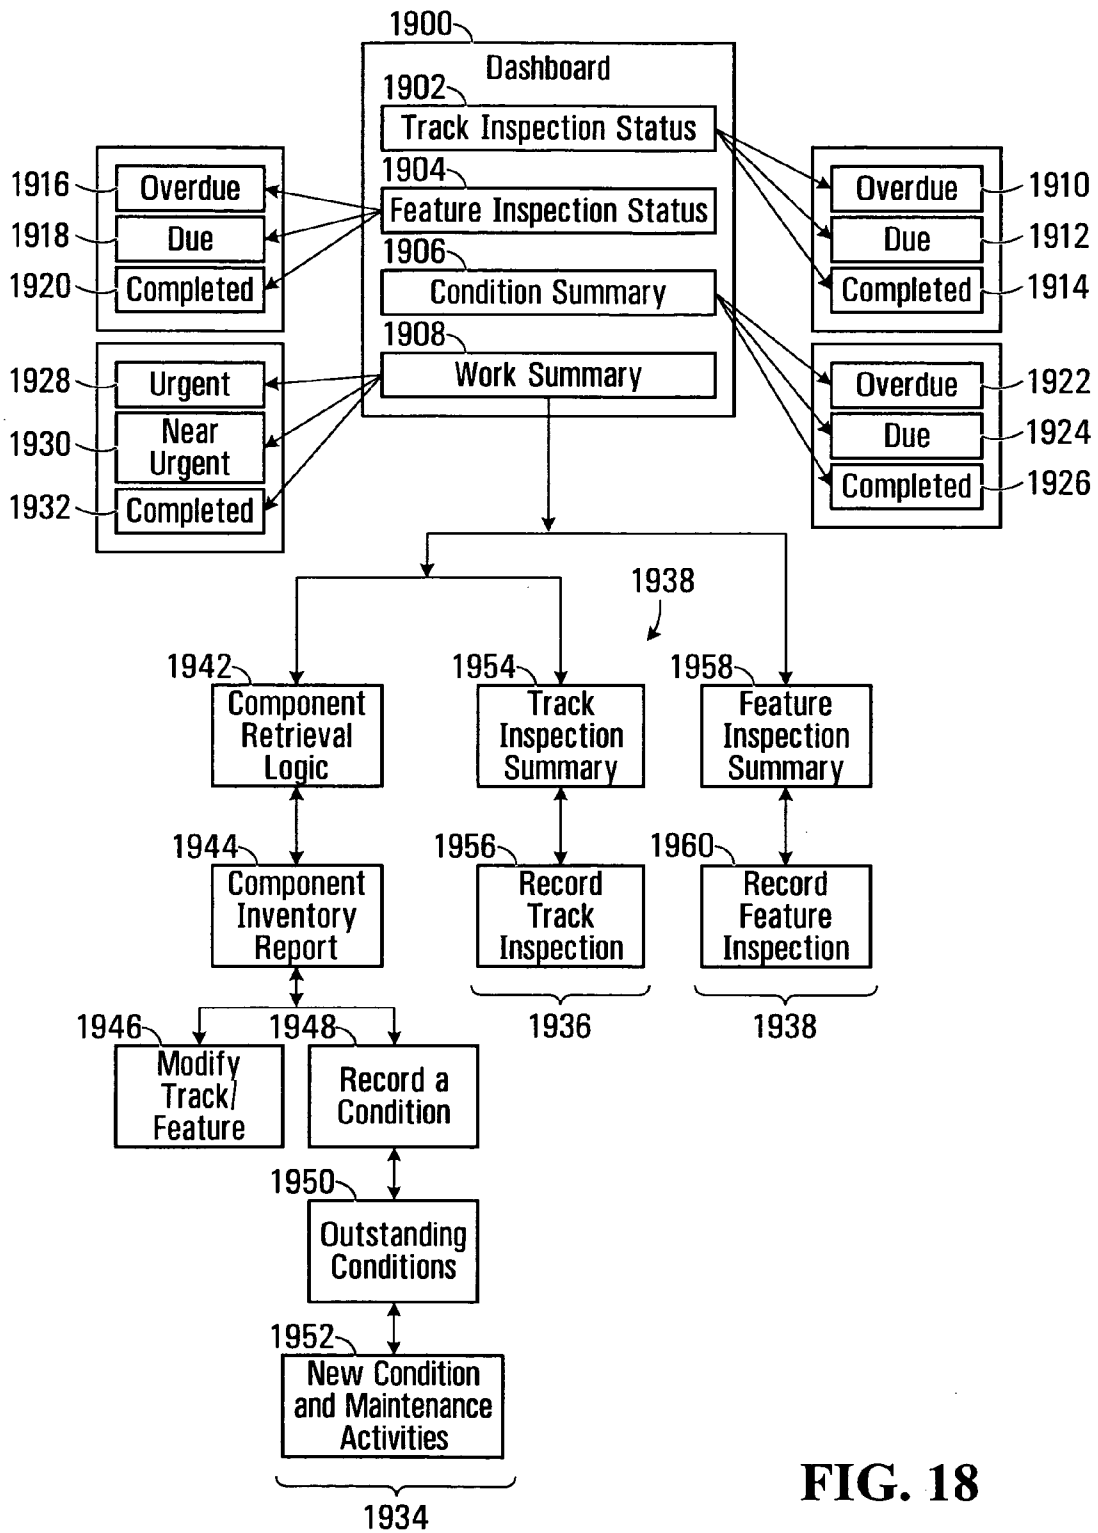 1900
Dashboard
1902
Track Inspection Status
1904
Feature Inspection Status
1906
Condition Summary
1908
Work Summary
1916
Overdue
1918
Due
1920
Completed
1928
Urgent
1930
Near
Urgent
1932
Completed
Overdue
1910
Due
1912
Completed
1914
Overdue
1922
Due
1924
Completed
1926
1938
1942
Component
Retrieval
Logic
1954
Track
Inspection
Summary
1958
Feature
Inspection
Summary
1944
Component
Inventory
Report
1956
Record
Track
Inspection
1960
Record
Feature
Inspection
1936
1938
1946
Modify
Track/
Feature
1948
Record a
Condition
1950
Outstanding
Conditions
1952
New Condition
and Maintenance
Activities
1934
FIG. 18